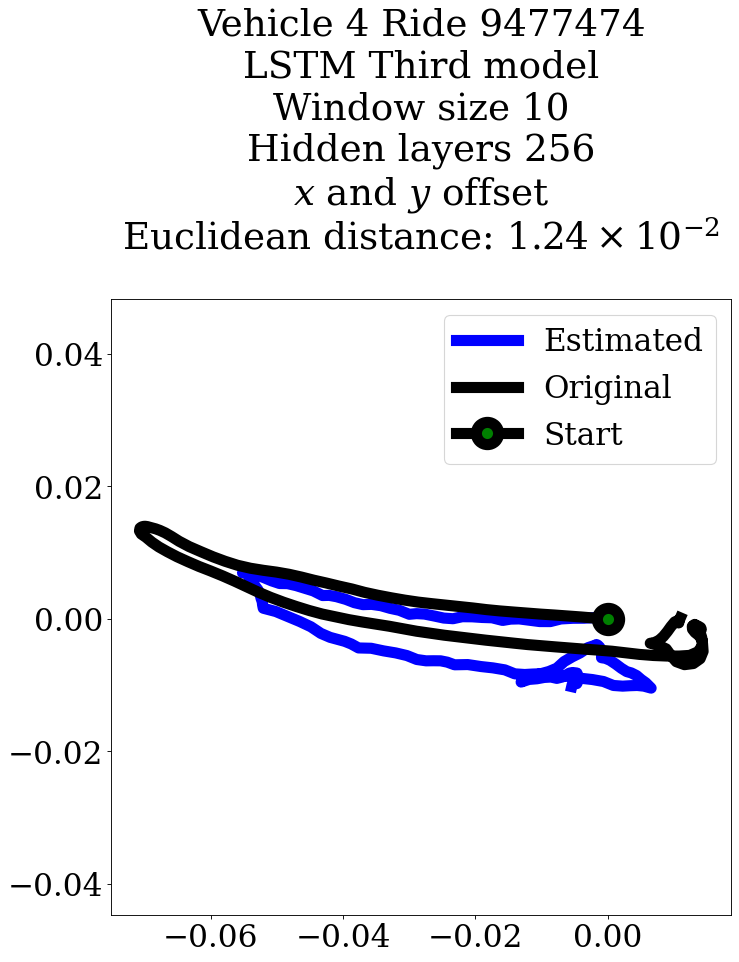 Vehicle 4 Ride 9477474
LSTM Third model
Window size 10
Hidden layers 256
x and y offset
Euclidean distance: 1.24 × 10⁻²
Estimated
Original
Start
0.04
0.02
0.00
−0.02
−0.04
−0.06 −0.04 −0.02 0.00